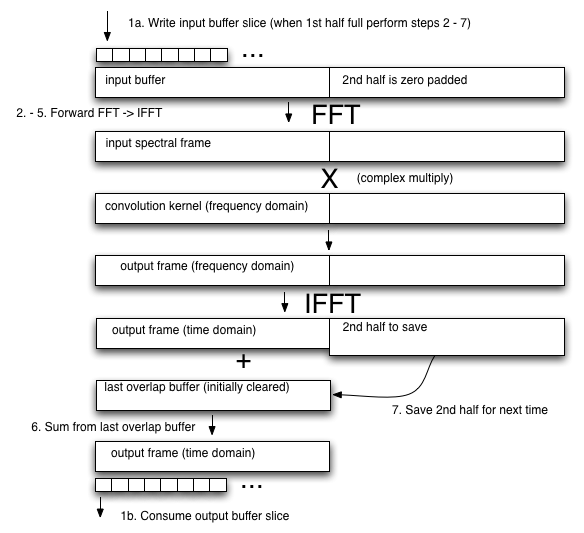 1a. Write input buffer slice (when 1st half full perform steps 2 - 7)
...
input buffer
2nd half is zero padded
2. - 5. Forward FFT -> IFFT
FFT
input spectral frame
X
(complex multiply)
convolution kernel (frequency domain)
output frame (frequency domain)
IFFT
output frame (time domain)
2nd half to save
+
last overlap buffer (initially cleared)
7. Save 2nd half for next time
6. Sum from last overlap buffer
output frame (time domain)
...
1b. Consume output buffer slice